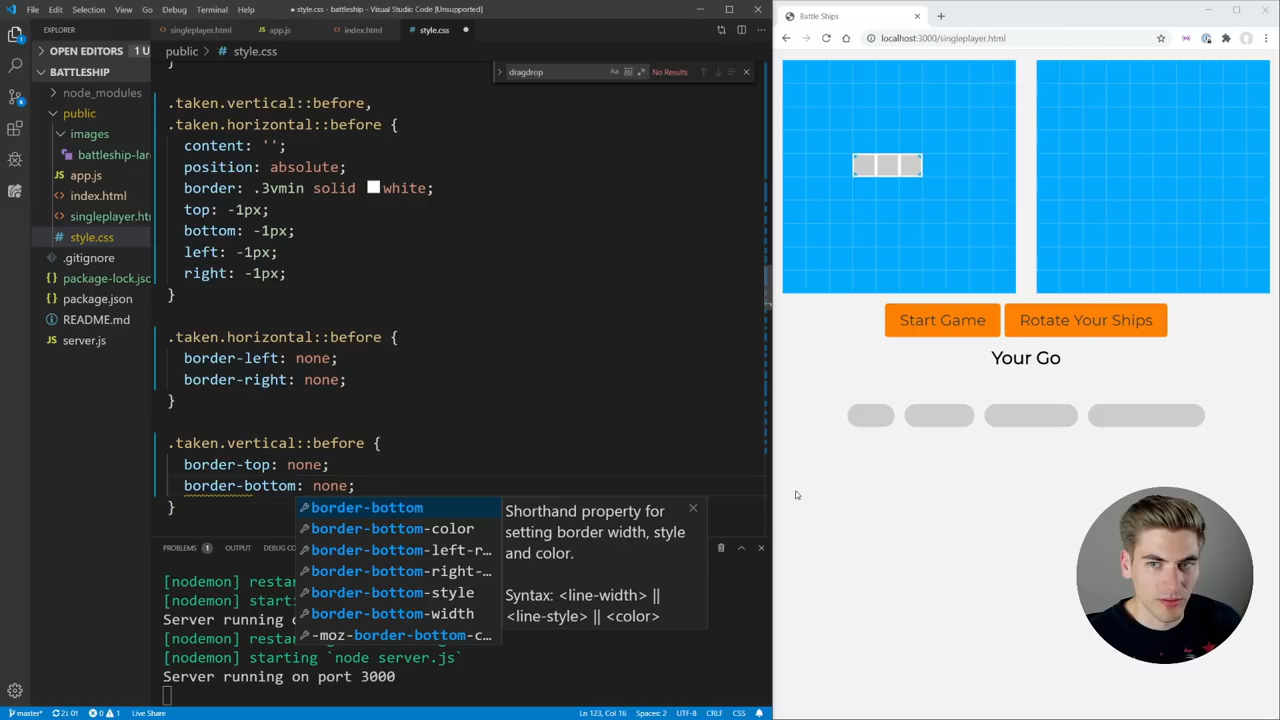 File Edit Selection View Go Debug Terminal Help
● style.css - battleship - Visual Studio Code [Unsupported]
EXPLORER
OPEN EDITORS 1 U
BATTLESHIP
node_modules
public
images
battleship-lar
app.js
index.html
singleplayer.ht
style.css
.gitignore
package-lock.jsc
package.json
README.md
server.js
singleplayer.html
app.js
index.html
style.css
public > style.css
dragdrop
Aa
No Results
}
.taken.vertical::before,
.taken.horizontal::before {
content: '';
position: absolute;
border: .3vmin solid white;
top: -1px;
bottom: -1px;
left: -1px;
right: -1px;
}
.taken.horizontal::before {
border-left: none;
border-right: none;
}
.taken.vertical::before {
border-top: none;
border-bottom: none;
}
border-bottom
border-bottom-color
border-bottom-left-r...
border-bottom-right-...
border-bottom-style
border-bottom-width
-moz-border-bottom-c...
Shorthand property for
setting border width, style
and color.
Syntax: <line-width> ||
<line-style> || <color>
PROBLEMS 1 OUTPUT DEBUG CO
[nodemon] resta
[nodemon] starti
Server running o
[nodemon] restar
[nodemon] starting `node server.js`
Server running on port 3000
master*
2↓ 0↑
0 1
Live Share
Ln 123, Col 16
Spaces: 2
UTF-8
CRLF
CSS
Battle Ships
localhost:3000/singleplayer.html
Start Game
Rotate Your Ships
Your Go